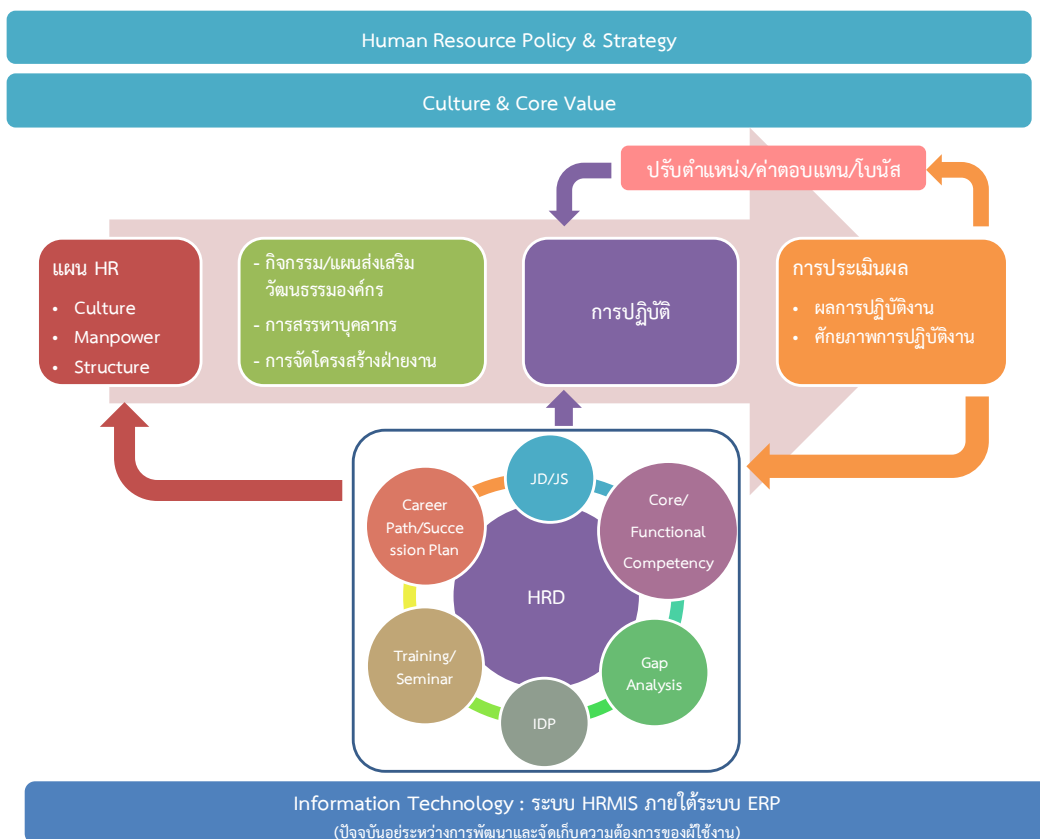 Human Resource Policy & Strategy
Culture & Core Value
ปรับตำแหน่ง/ค่าตอบแทน/โบนัส
แผน HR
• Culture
• Manpower
• Structure
- กิจกรรม/แผนส่งเสริม
วัฒนธรรมองค์กร
- การสรรหาบุคลากร
- การจัดโครงสร้างฝ่ายงาน
การปฏิบัติ
การประเมินผล
• ผลการปฏิบัติงาน
• ศักยภาพการปฏิบัติงาน
JD/JS
Core/
Functional
Competency
Gap
Analysis
IDP
Training/
Seminar
Career
Path/Succe
ssion Plan
HRD
Information Technology : ระบบ HRMIS ภายใต้ระบบ ERP
(ปัจจุบันอยู่ระหว่างการพัฒนาและจัดเก็บความต้องการของผู้ใช้งาน)